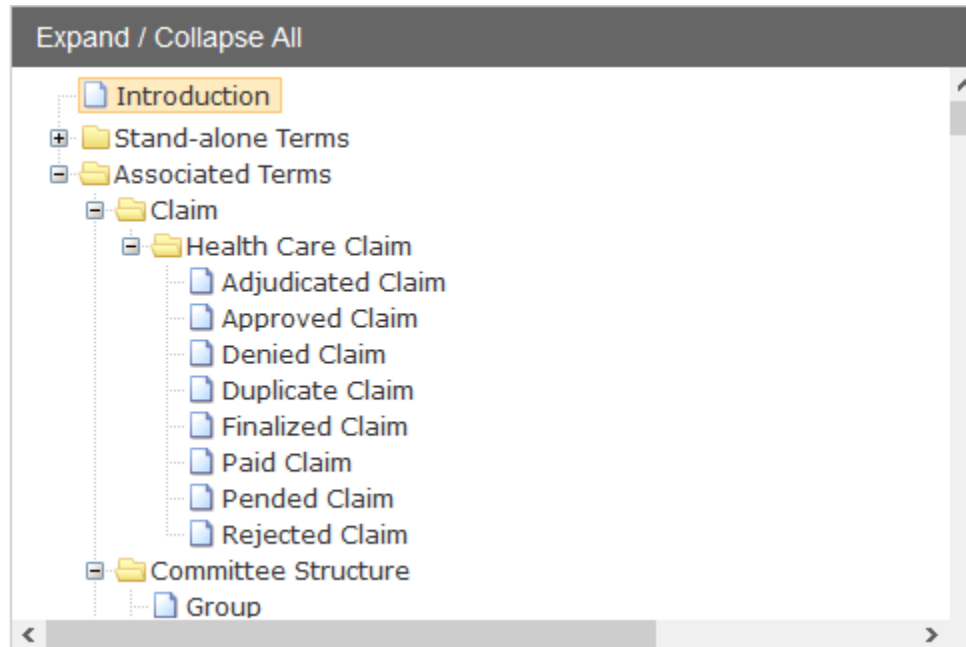 Expand / Collapse All
Introduction
Stand-alone Terms
Associated Terms
Claim
Health Care Claim
Adjudicated Claim
Approved Claim
Denied Claim
Duplicate Claim
Finalized Claim
Paid Claim
Pended Claim
Rejected Claim
Committee Structure
Group